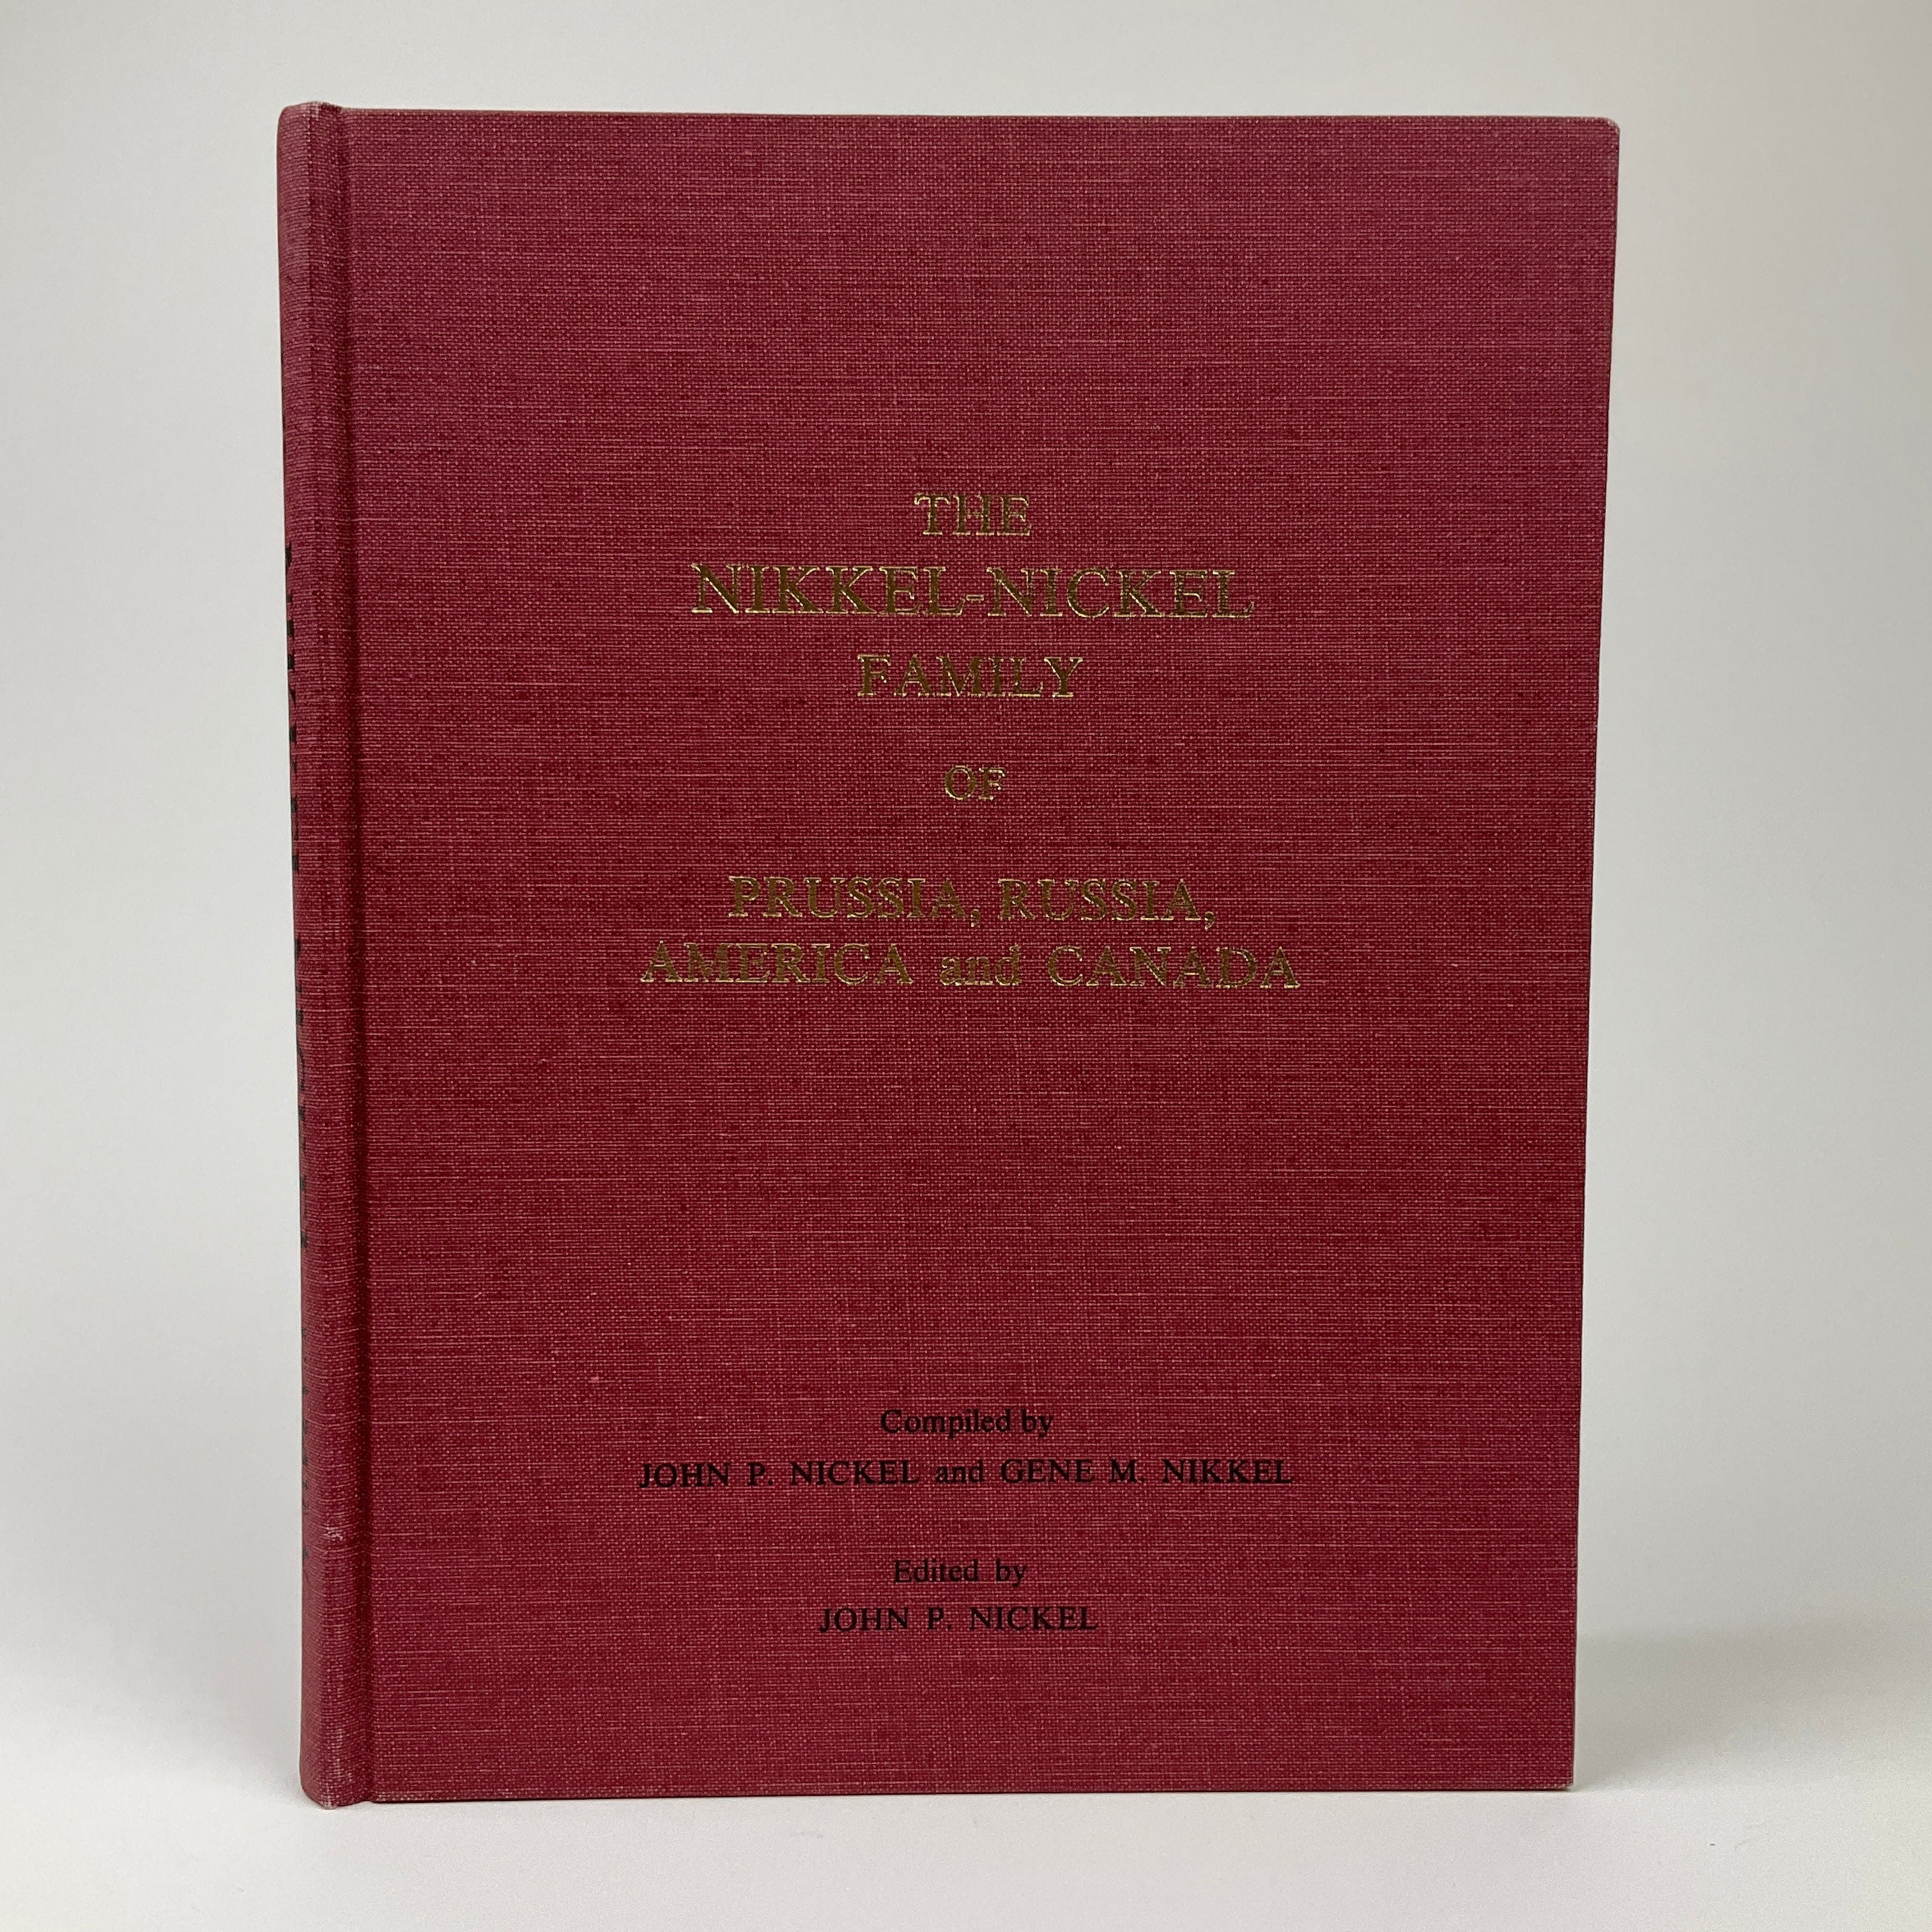 THE
NIKKEL-NICKEL
FAMILY
OF
PRUSSIA, RUSSIA,
AMERICA and CANADA
Compiled by
JOHN P. NICKEL and GENE M. NIKKEL
Edited by
JOHN P. NICKEL